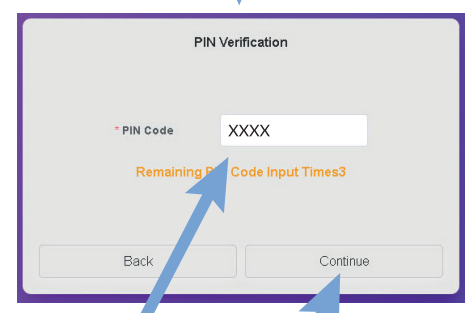 PIN Verification
* PIN Code XXXX
Remaining Code Input Times3
Back Continue